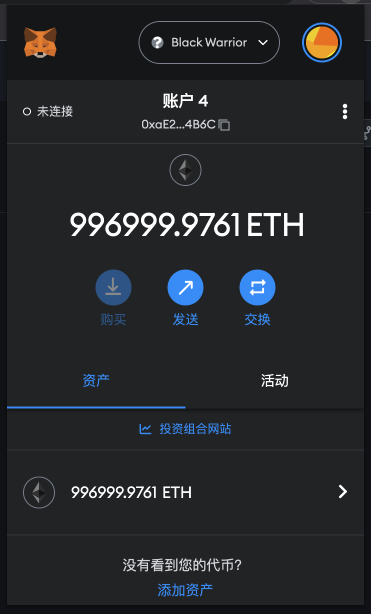 Black Warrior
未连接
账户 4
0xaE2...4B6C
996999.9761 ETH
购买
发送
交换
资产
活动
投资组合网站
996999.9761 ETH
没有看到您的代币?
添加资产